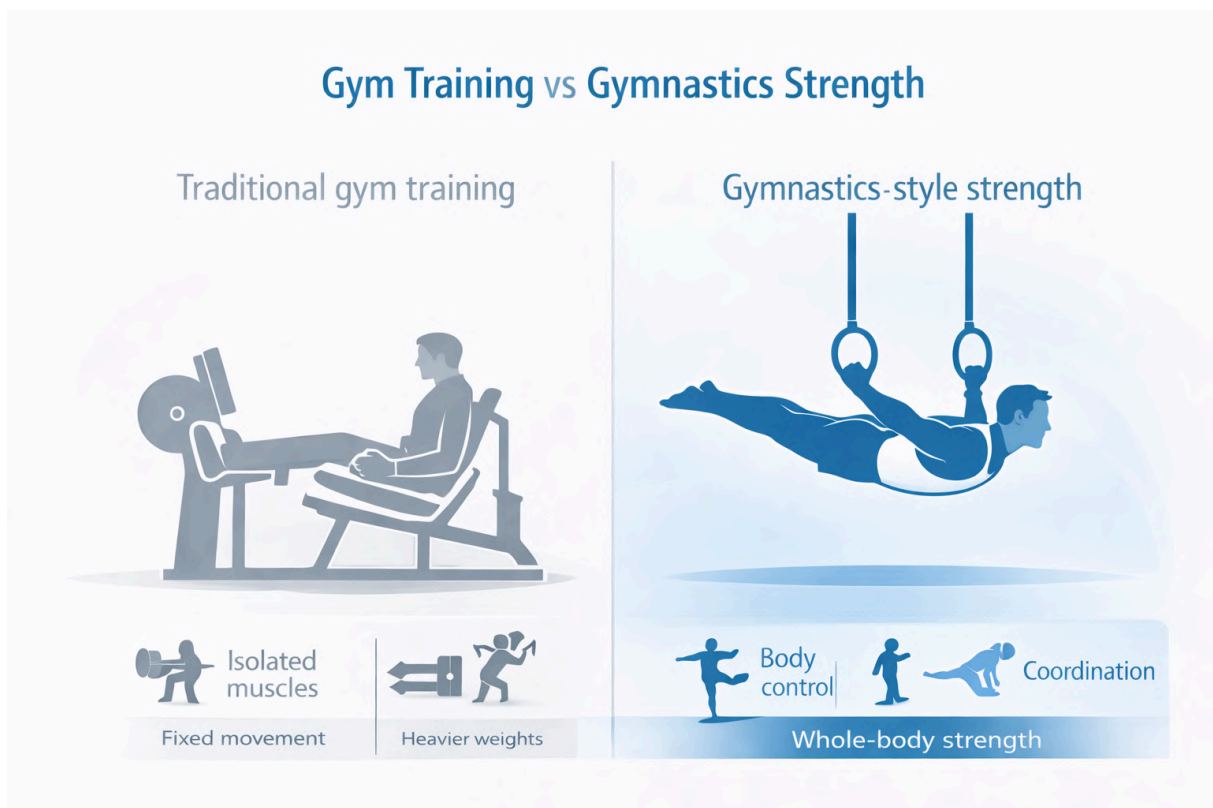 Gym Training vs Gymnastics Strength
Traditional gym training
Gymnastics-style strength
Isolated
muscles
Body
control
Coordination
Fixed movement
Heavier weights
Whole-body strength